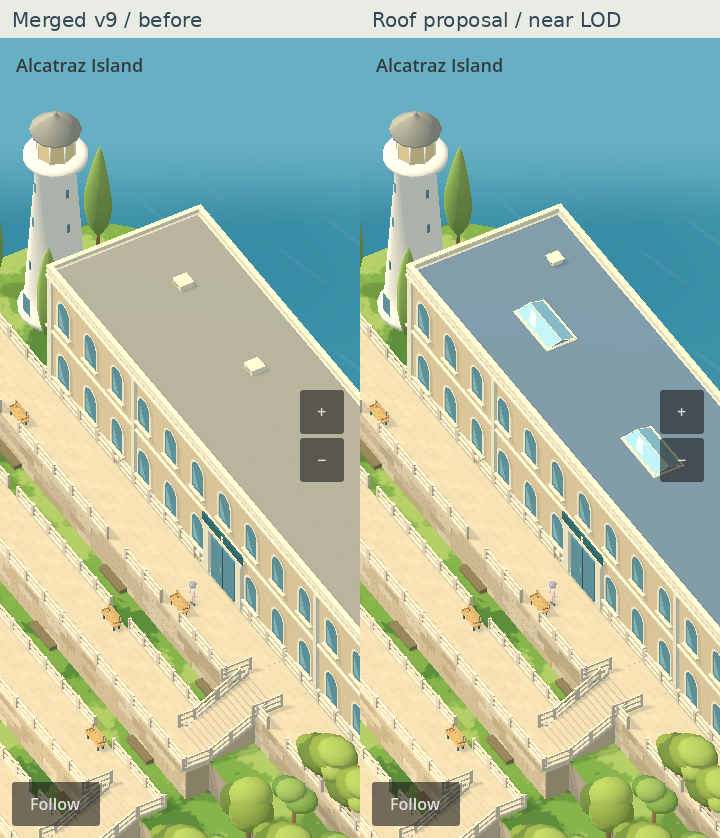 Merged v9 / before
Roof proposal / near LOD
Alcatraz Island
Alcatraz Island
+
+
−
−
Follow
Follow